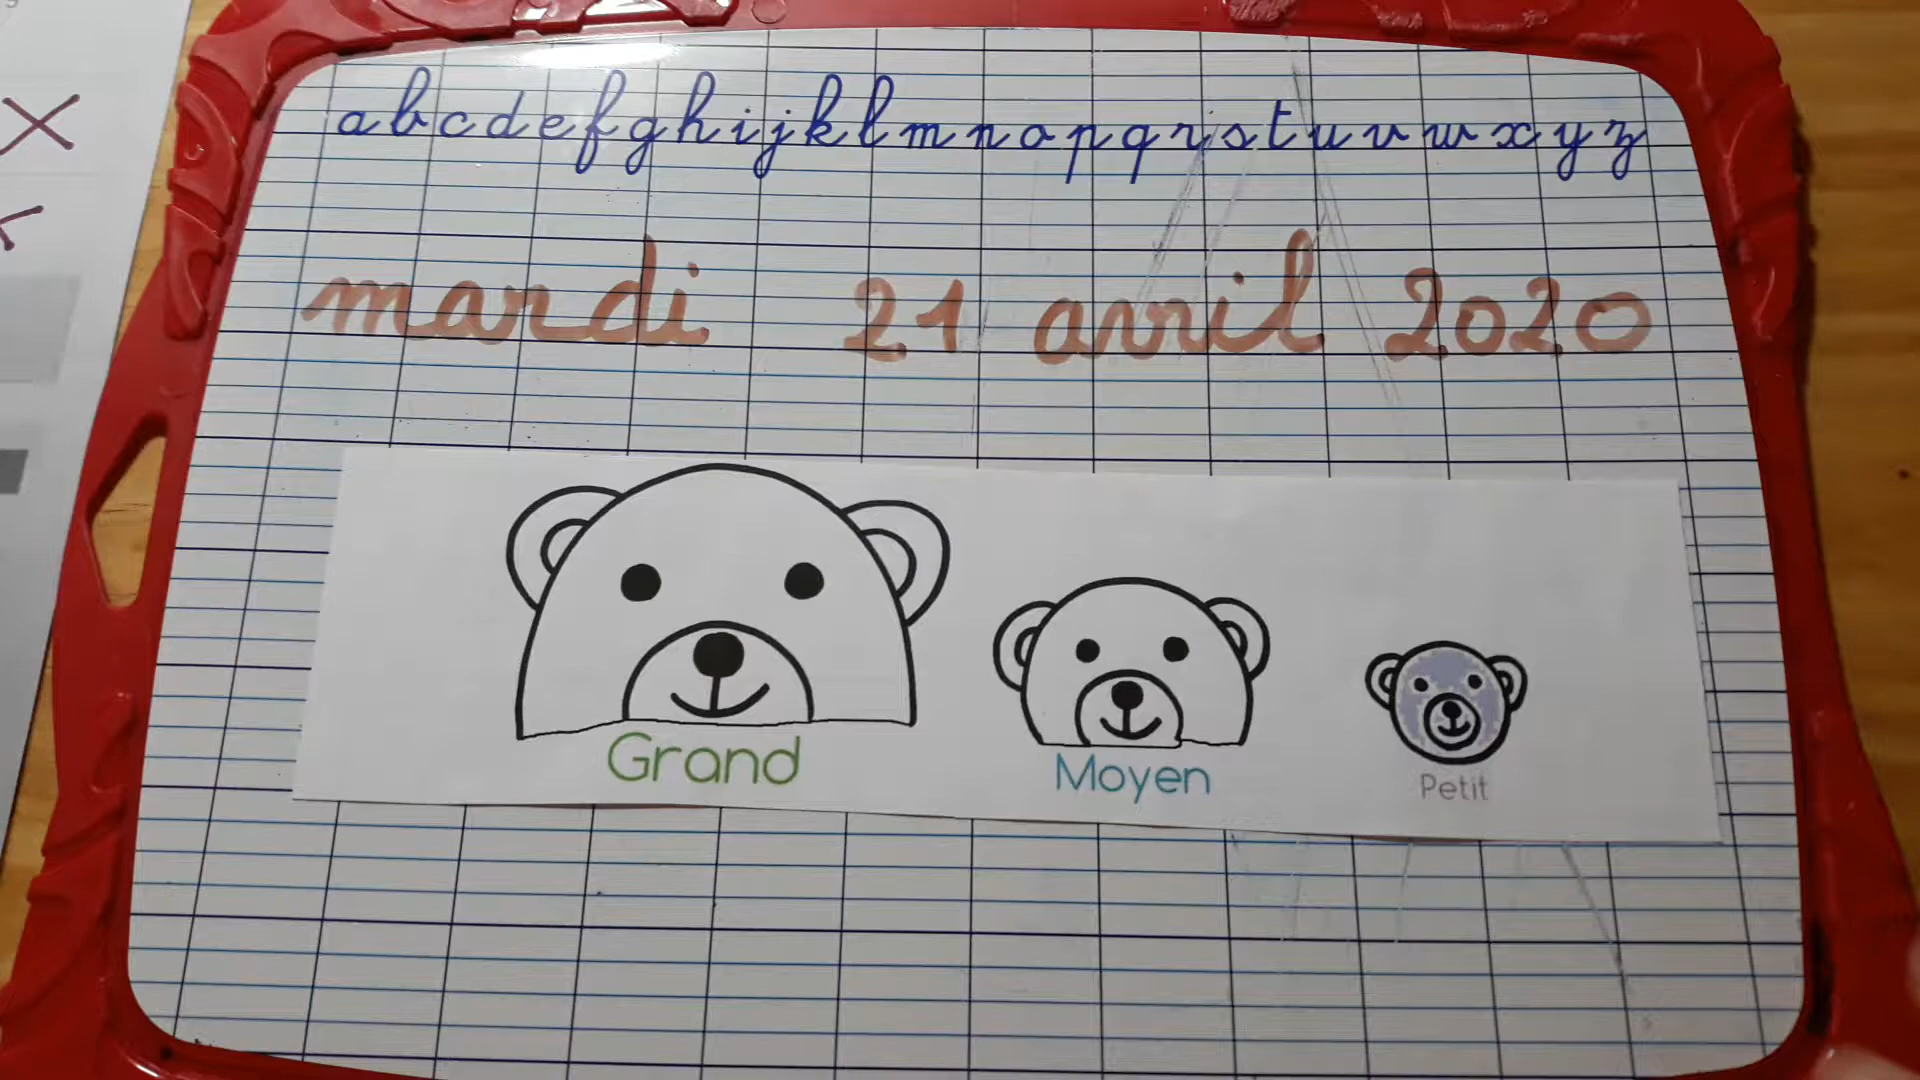 abcdefghijklmnopqrstuvwxyz
mardi 21 avril 2020
Grand Moyen Petit